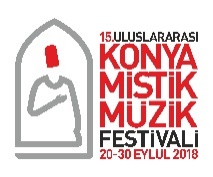 15.ULUSLARARASI
KONYA
MİSTİK
MÜZİK
FESTİVALİ
20-30 EYLÜL 2018